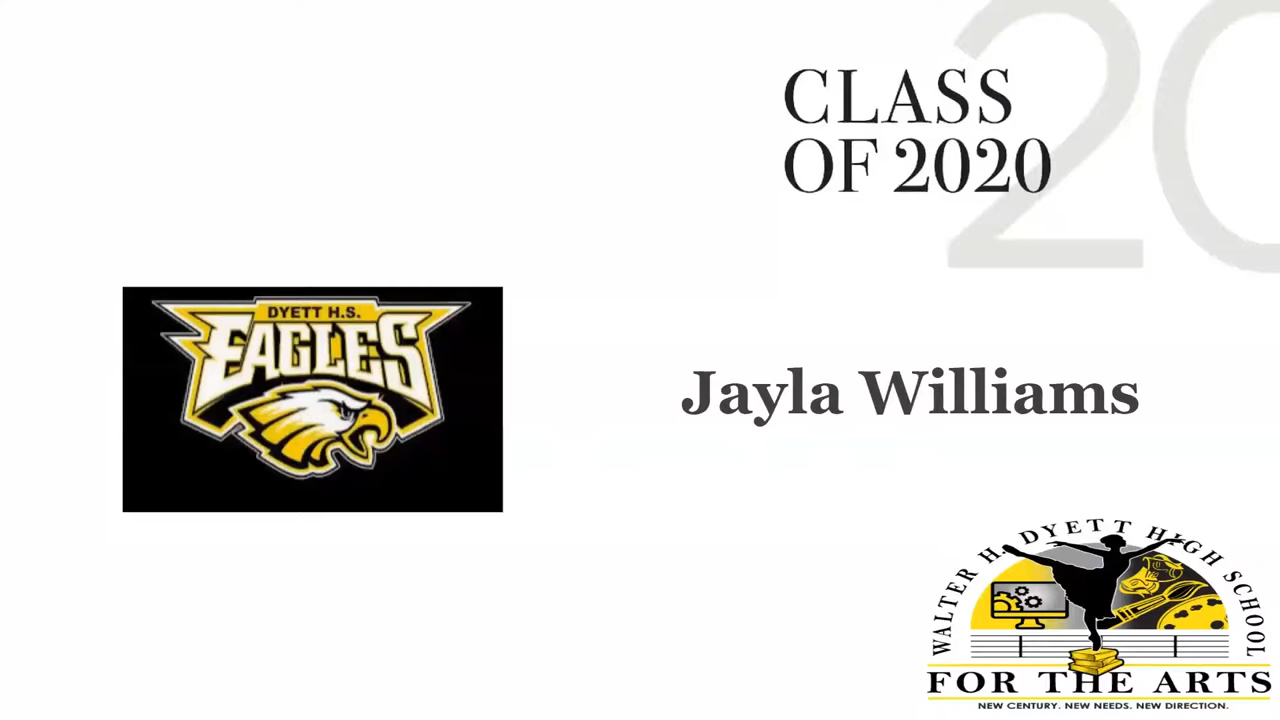 20
CLASS
OF 2020
DYETT H.S.
EAGLES
Jayla Williams
WALTER H. DYETT HIGH SCHOOL
FOR THE ARTS
NEW CENTURY. NEW NEEDS. NEW DIRECTION.